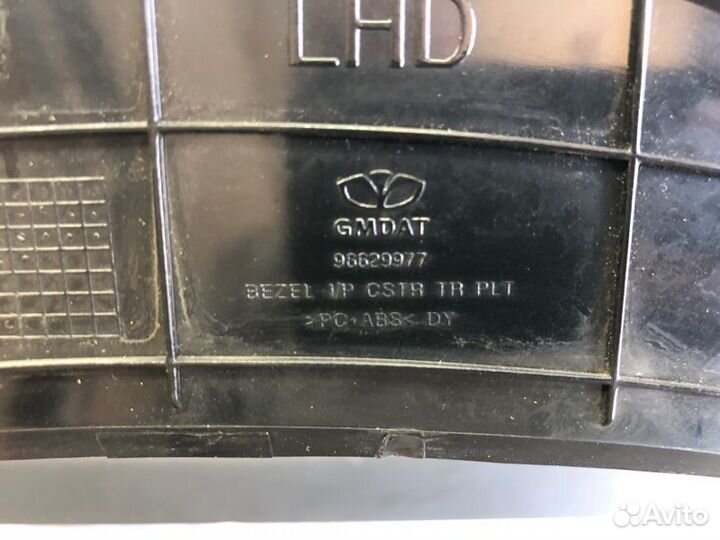 LHD
GMDAT
96629977
BEZEL I/P CSTR TR PLT
>PC+ABS< DY
Avito